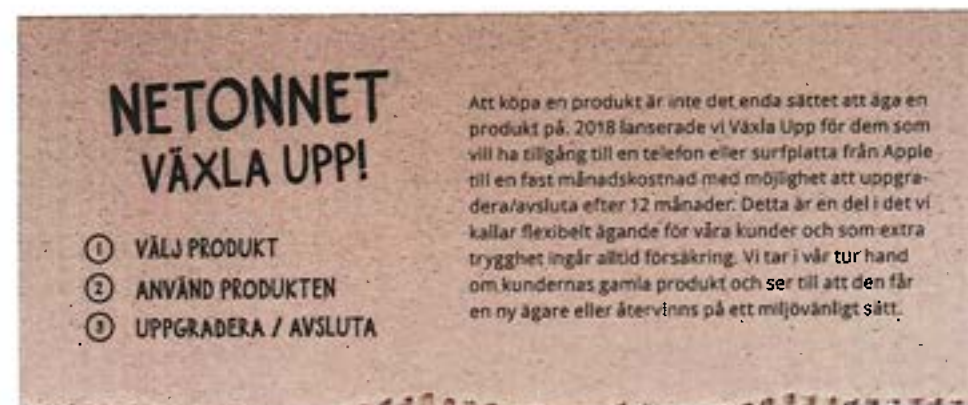 NETONNET
VÄXLA UPP!
1 VÄLJ PRODUKT
2 ANVÄND PRODUKTEN
3 UPPGRADERA / AVSLUTA
Att köpa en produkt är inte det enda sättet att äga en
produkt på. 2018 lanserade vi Växla Upp för dem som
vill ha tillgång till en telefon eller surfplatta från Apple
till en fast månadskostnad med möjlighet att uppgra-
dera/avsluta efter 12 månader. Detta är en del i det vi
kallar flexibelt ägande för våra kunder och som extra
trygghet ingår alltid försäkring. Vi tar i vår tur hand
om kundernas gamla produkt och ser till att den får
en ny ägare eller återvinns på ett miljövänligt sätt.